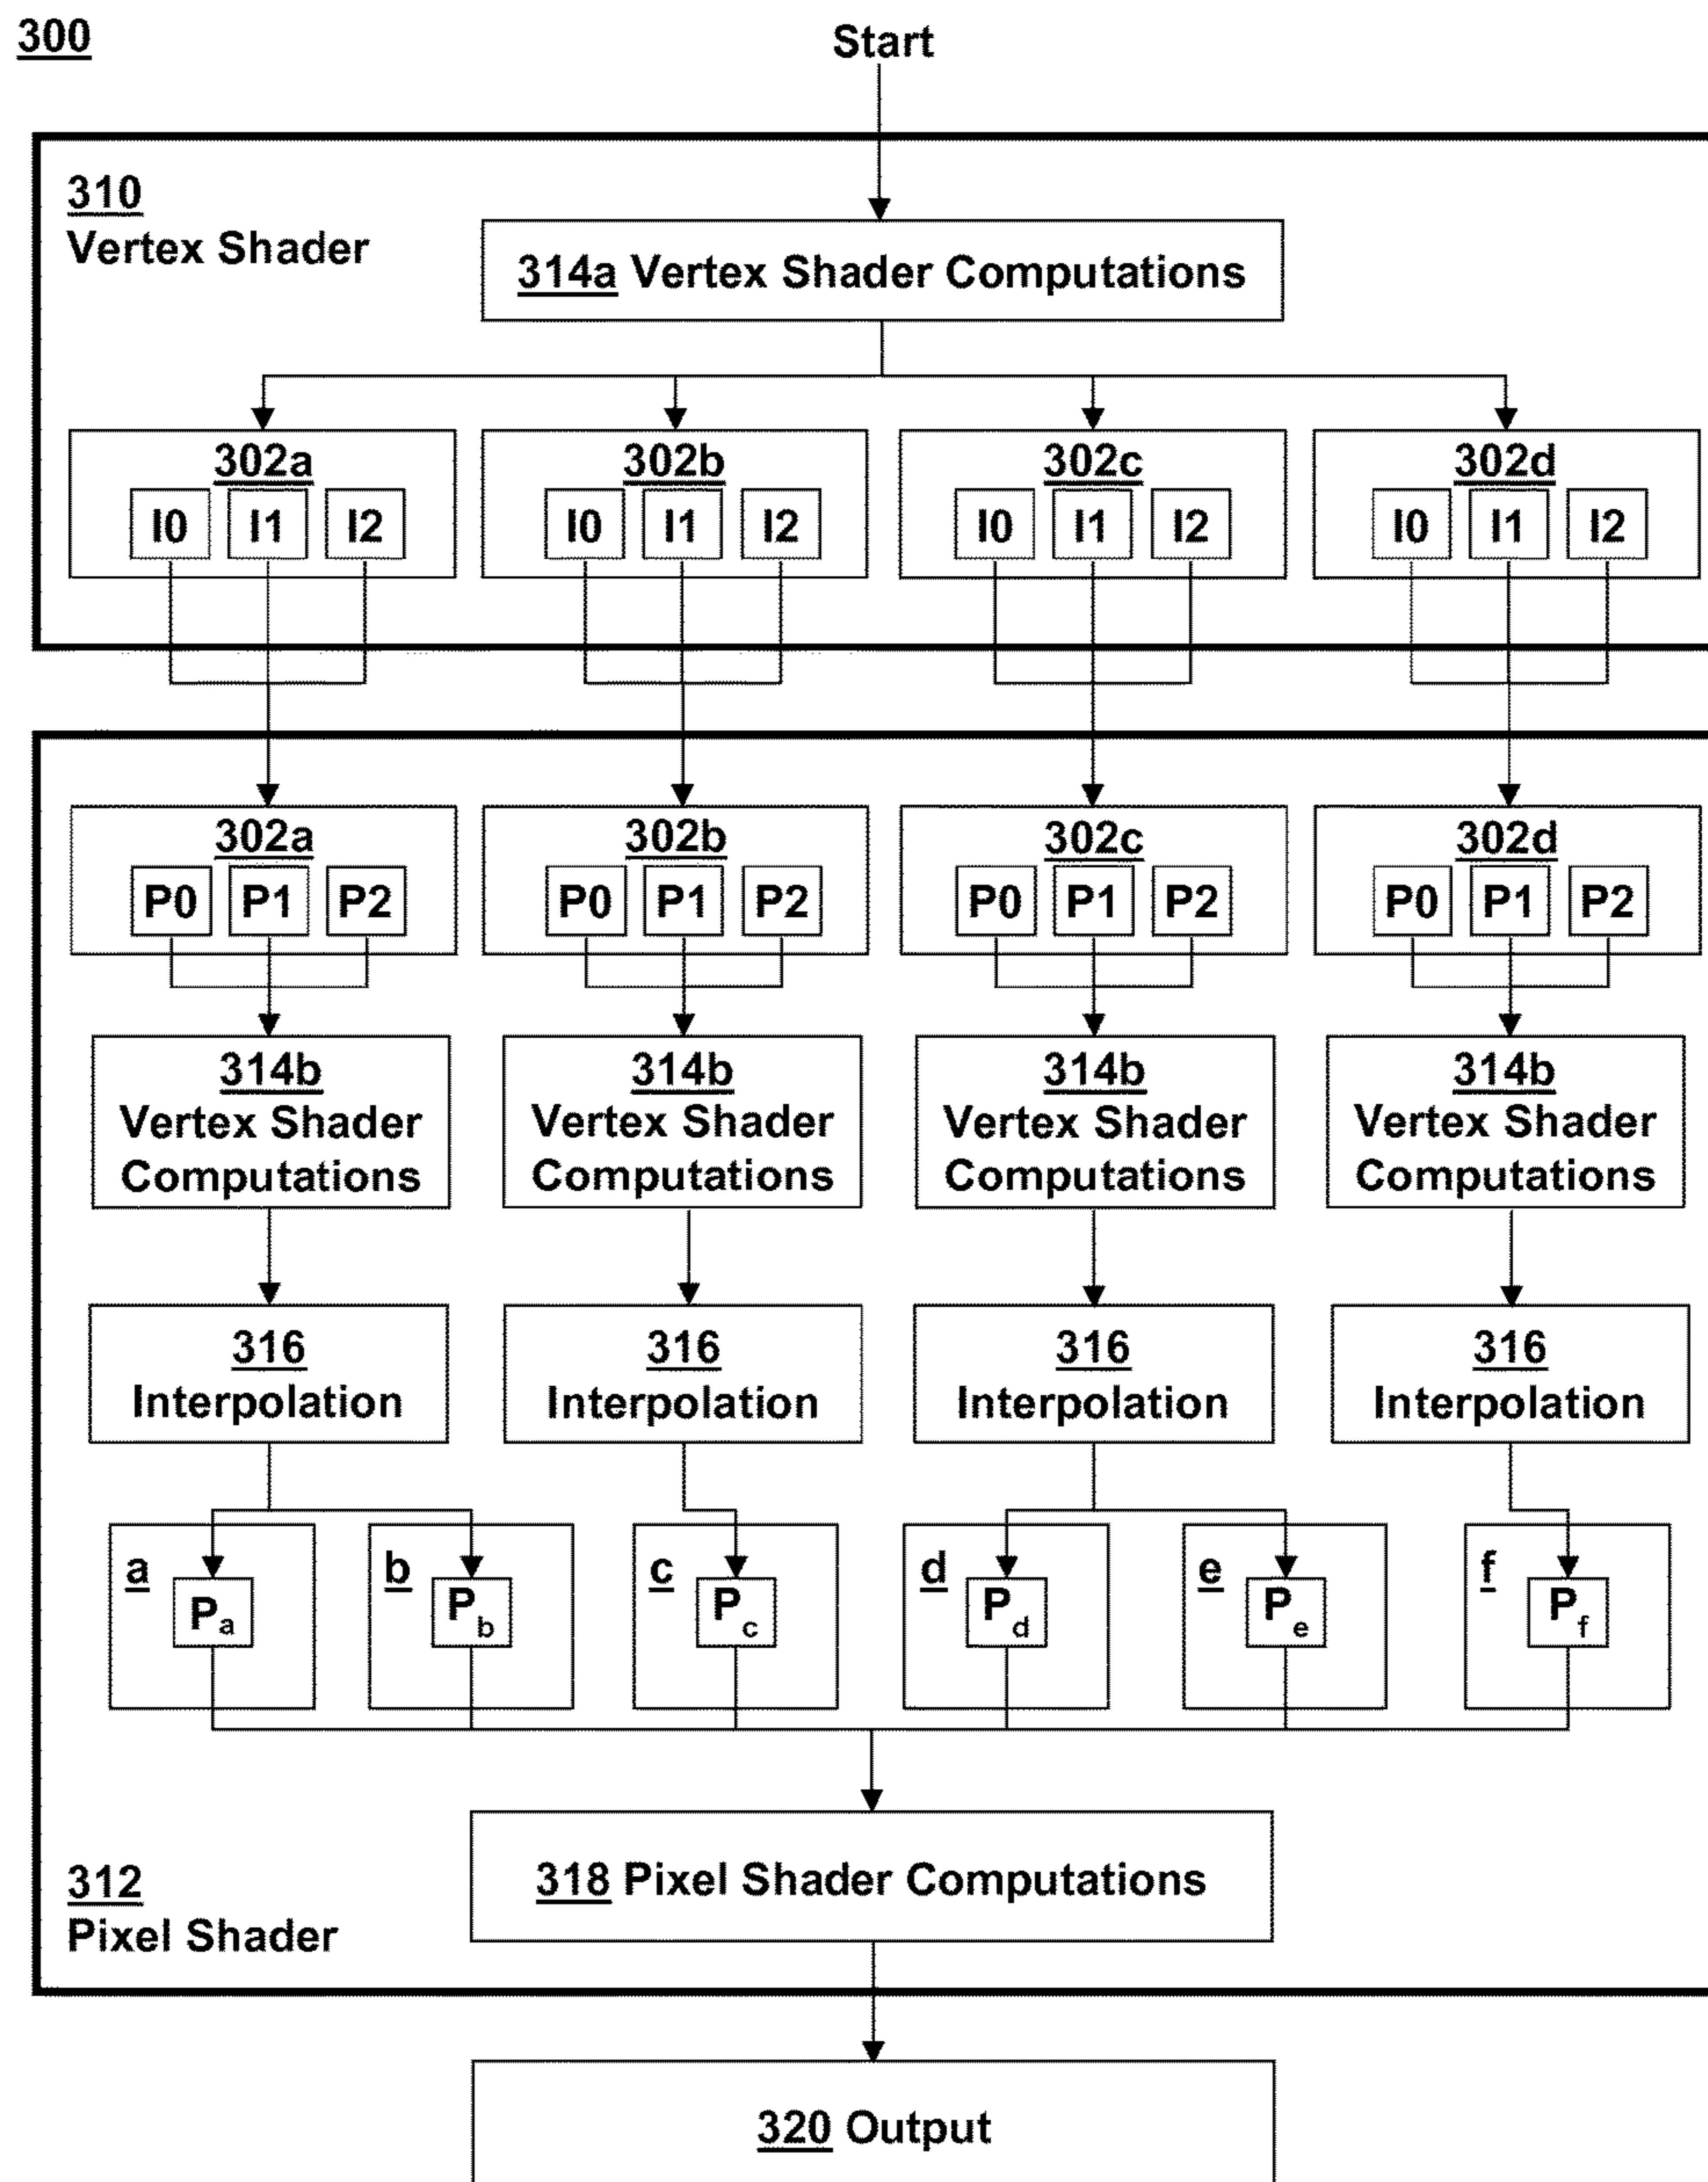 300
Start
310
Vertex Shader
314a Vertex Shader Computations
302a
I0 I1 I2
302b
I0 I1 I2
302c
I0 I1 I2
302d
I0 I1 I2
302a
P0 P1 P2
302b
P0 P1 P2
302c
P0 P1 P2
302d
P0 P1 P2
314b
Vertex Shader
Computations
314b
Vertex Shader
Computations
314b
Vertex Shader
Computations
314b
Vertex Shader
Computations
316
Interpolation
316
Interpolation
316
Interpolation
316
Interpolation
a
Pa
b
Pb
c
Pc
d
Pd
e
Pe
f
Pf
318 Pixel Shader Computations
312
Pixel Shader
320 Output